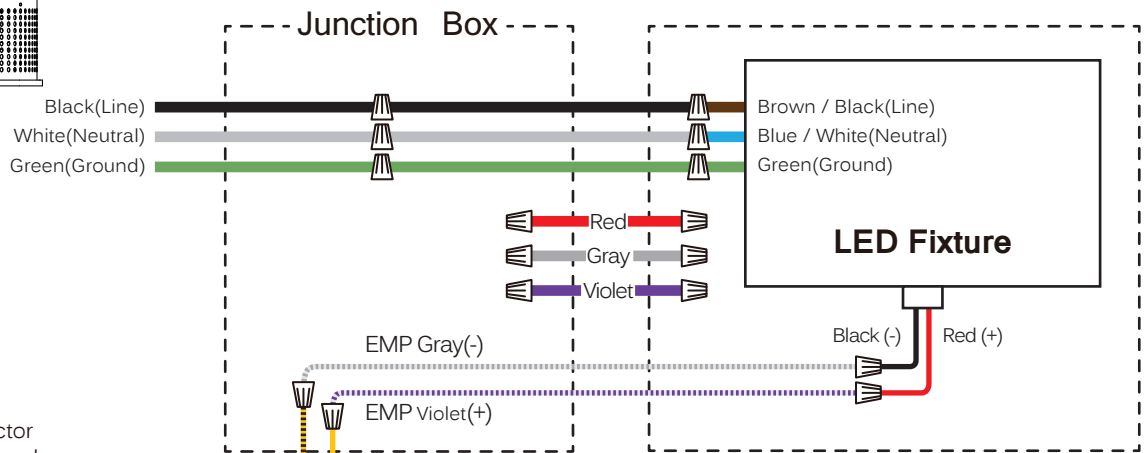 Junction Box
Black(Line)
Brown / Black(Line)
White(Neutral)
Blue / White(Neutral)
Green(Ground)
Green(Ground)
Red
Gray
Violet
LED Fixture
Black (-)
Red (+)
EMP Gray(-)
EMP Violet(+)
ctor